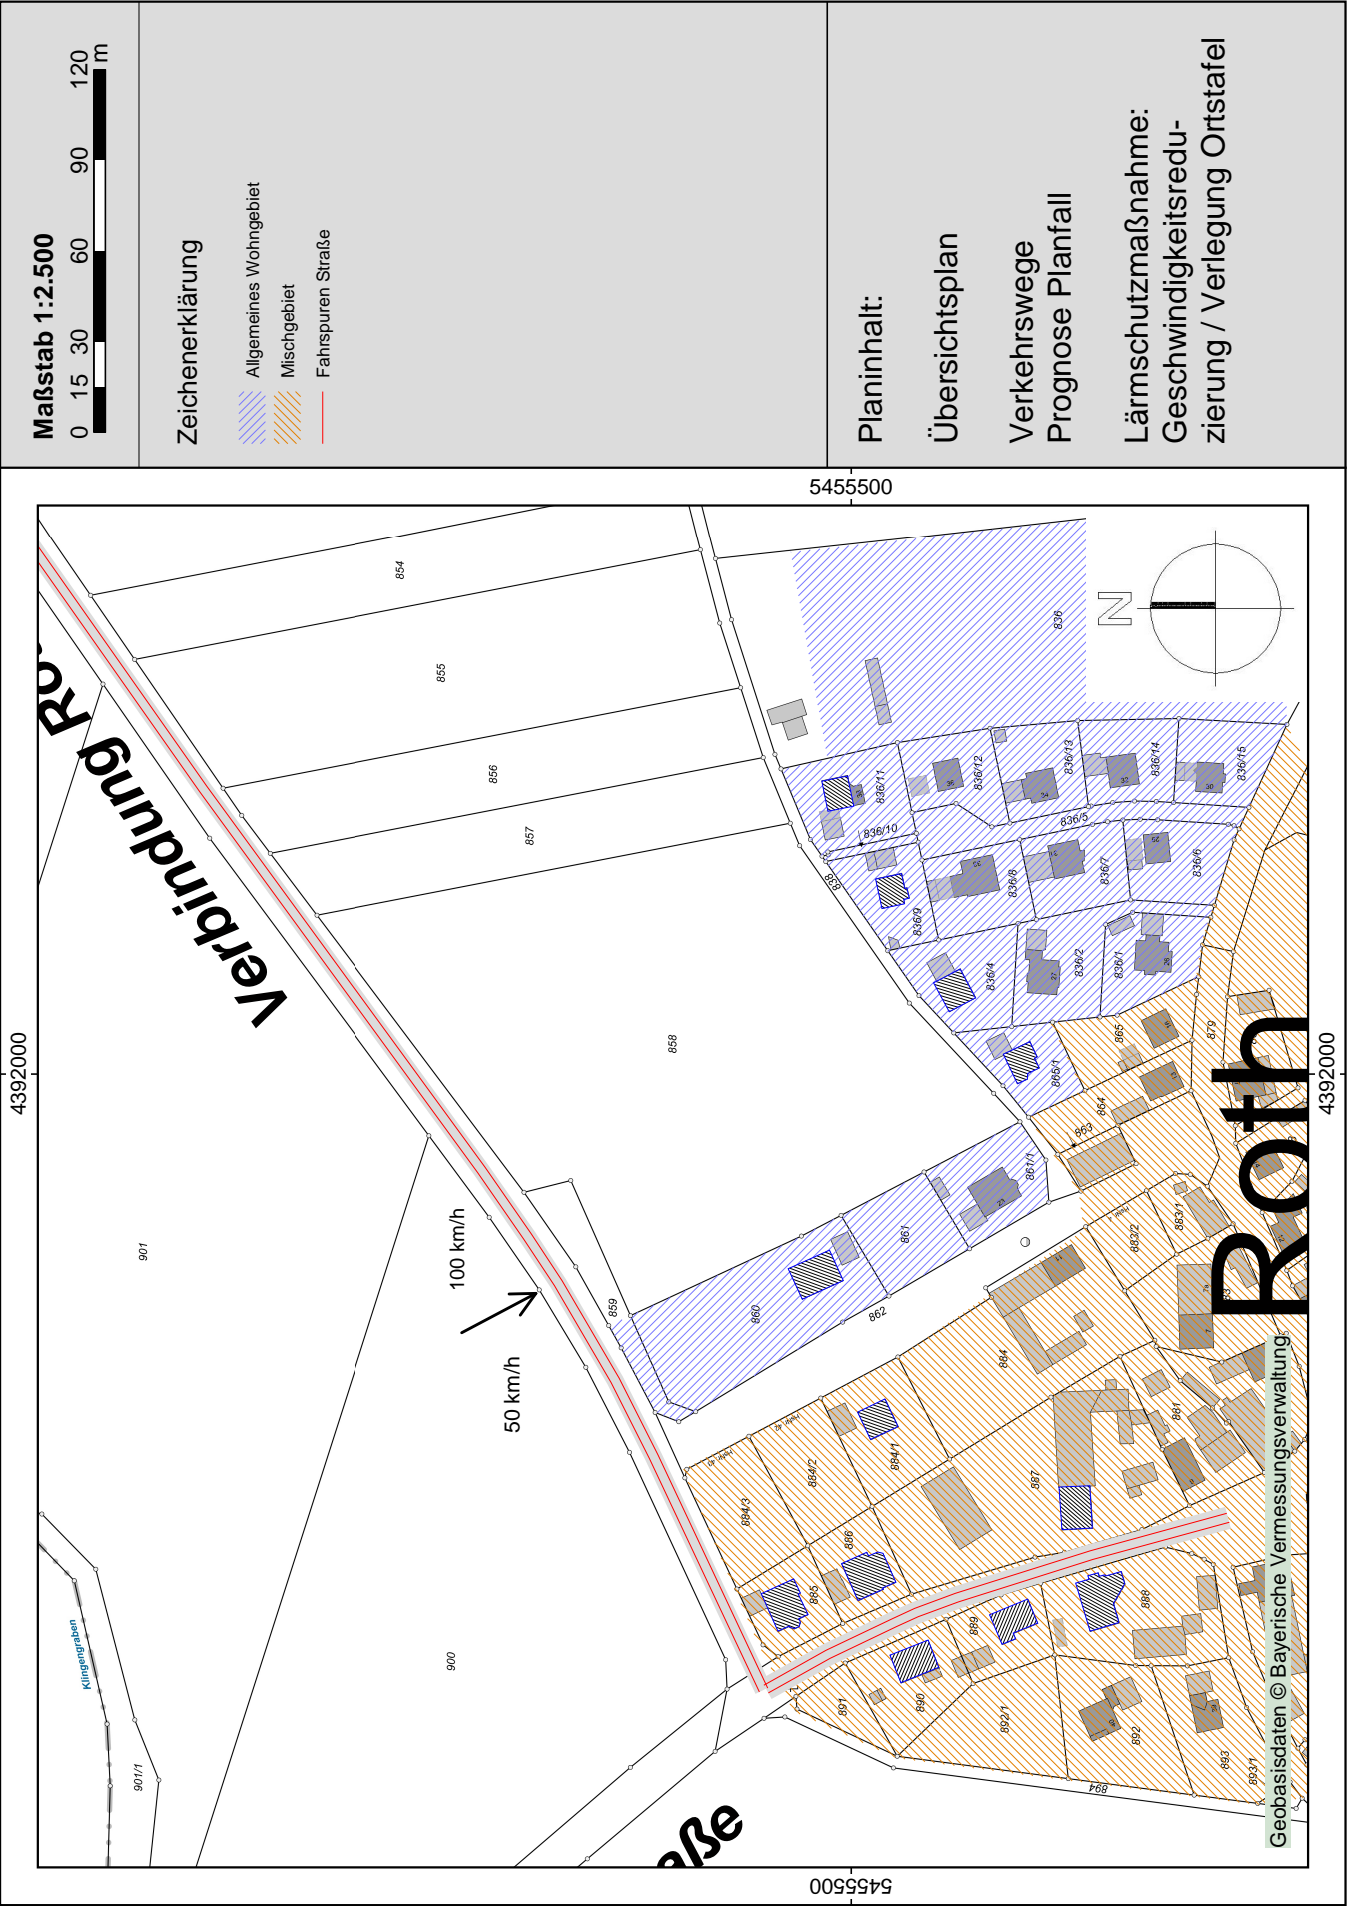 Maßstab 1:2.500
0 15 30 60 90 120
m
Zeichenerklärung
Allgemeines Wohngebiet
Mischgebiet
Fahrspuren Straße
Planinhalt:
Übersichtsplan
Verkehrswege
Prognose Planfall
Lärmschutzmaßnahme:
Geschwindigkeitsredu-
zierung / Verlegung Ortstafel
5455500
5455500
4392000
4392000
N
Verbindung Ro
aße
Roth
Klingengraben
100 km/h
50 km/h
854
855
856
857
858
859
860
861
861/1
862
863
864
865
865/1
836
836/1
836/2
836/4
836/5
836/6
836/7
836/8
836/9
836/10
836/11
836/12
836/13
836/14
836/15
838
879
881
883/1
883/2
884
884/1
884/2
884/3
885
886
887
888
889
890
891
892
892/1
893
893/1
894
900
901
901/1
Geobasisdaten © Bayerische Vermessungsverwaltung